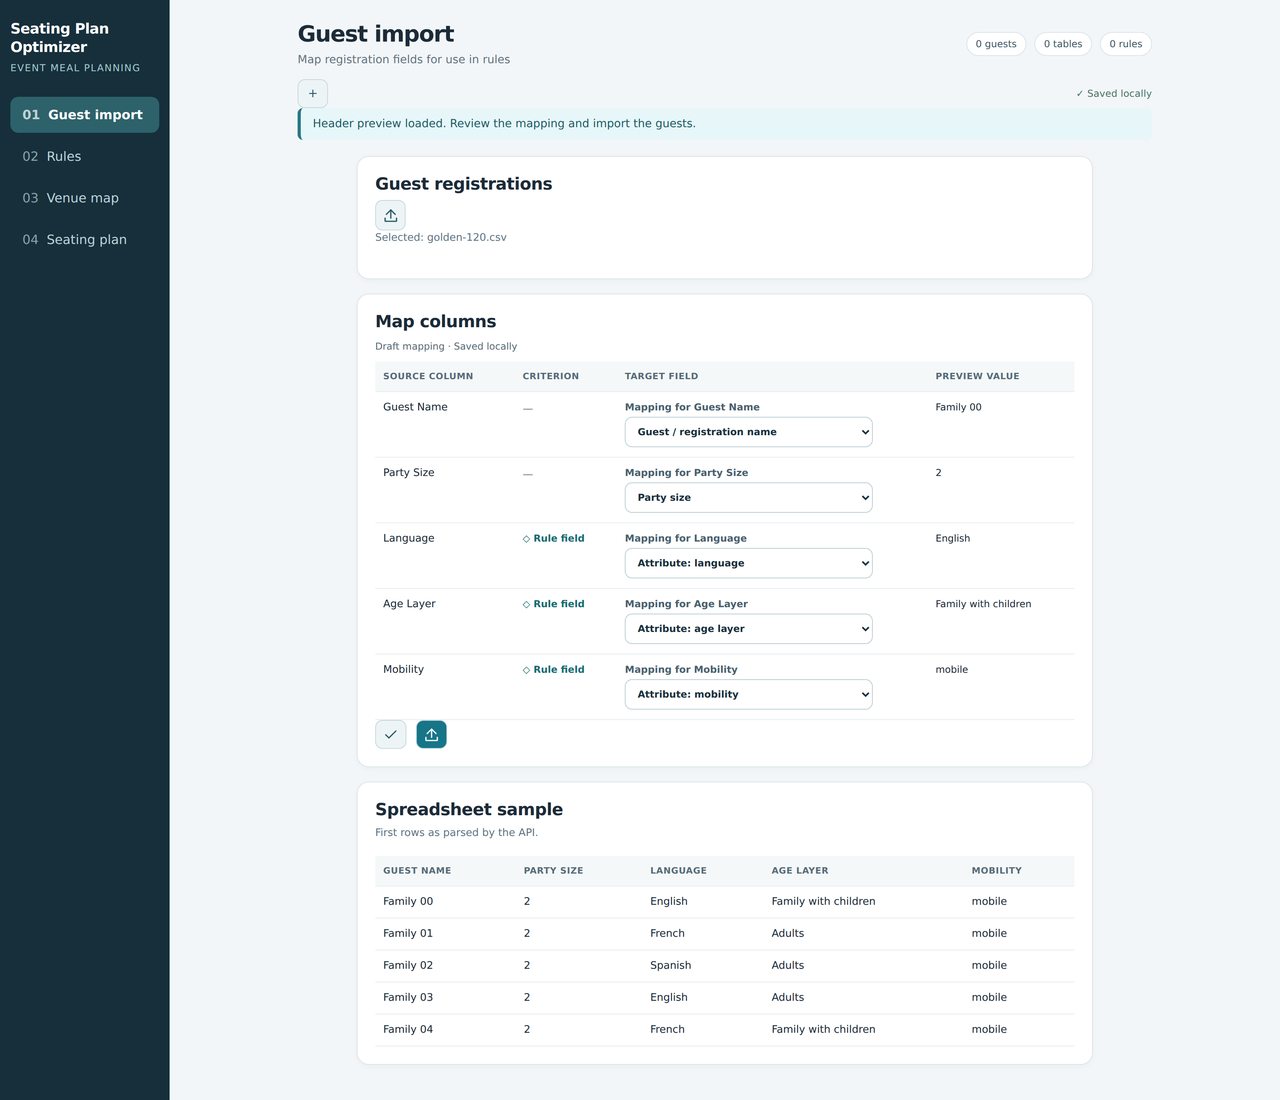 Seating Plan
Optimizer
EVENT MEAL PLANNING
01 Guest import
02 Rules
03 Venue map
04 Seating plan
Guest import
Map registration fields for use in rules
0 guests 0 tables 0 rules
+
✓ Saved locally
Header preview loaded. Review the mapping and import the guests.
Guest registrations
Selected: golden-120.csv
Map columns
Draft mapping · Saved locally
SOURCE COLUMN CRITERION TARGET FIELD PREVIEW VALUE
Guest Name — Mapping for Guest Name Family 00
Guest / registration name
Party Size — Mapping for Party Size 2
Party size
Language ◇ Rule field Mapping for Language English
Attribute: language
Age Layer ◇ Rule field Mapping for Age Layer Family with children
Attribute: age layer
Mobility ◇ Rule field Mapping for Mobility mobile
Attribute: mobility
Spreadsheet sample
First rows as parsed by the API.
GUEST NAME PARTY SIZE LANGUAGE AGE LAYER MOBILITY
Family 00 2 English Family with children mobile
Family 01 2 French Adults mobile
Family 02 2 Spanish Adults mobile
Family 03 2 English Adults mobile
Family 04 2 French Family with children mobile